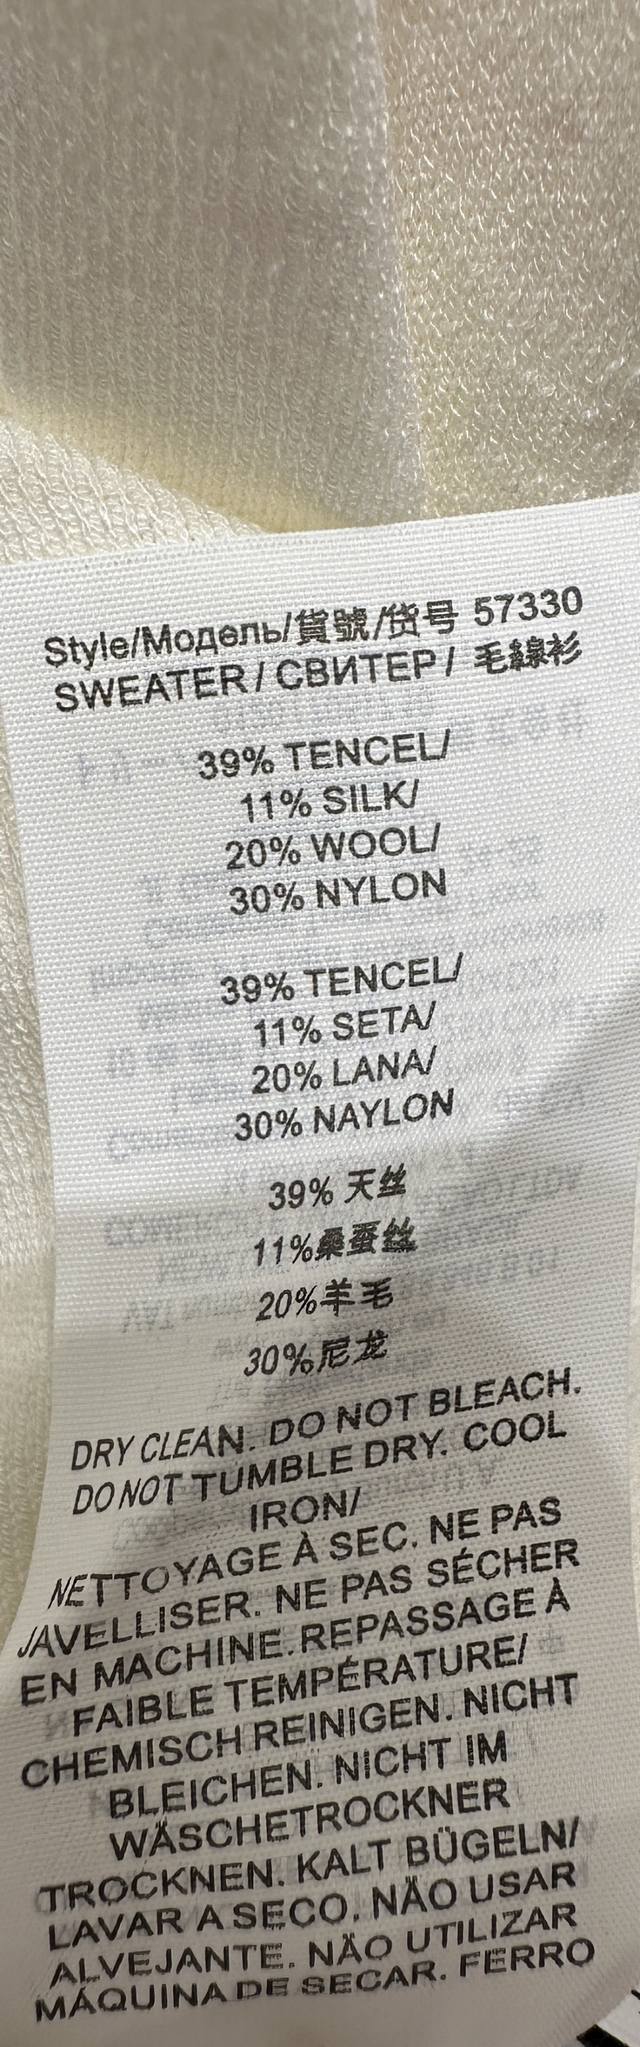 Style/Модель/貨號/货号 57330
SWEATER/ СВИТЕР/ 毛線衫
39% TENCEL/
11% SILK/
20% WOOL/
30% NYLON
39% TENCEL/
11% SETA/
20% LANA/
30% NAYLON
39% 天丝
11%桑蚕丝
20%羊毛
30%尼龙
DRY CLEAN. DO NOT BLEACH.
DO NOT TUMBLE DRY. COOL
IRON/
NETTOYAGE À SEC. NE PAS
JAVELLISER. NE PAS SÉCHER
EN MACHINE. REPASSAGE À
FAIBLE TEMPÉRATURE/
CHEMISCH REINIGEN. NICHT
BLEICHEN. NICHT IM
WÄSCHETROCKNER
TROCKNEN. KALT BÜGELN/
LAVAR A SECO. NÃO USAR
ALVEJANTE. NÃO UTILIZAR
MÁQUINA DE SECAR. FERRO